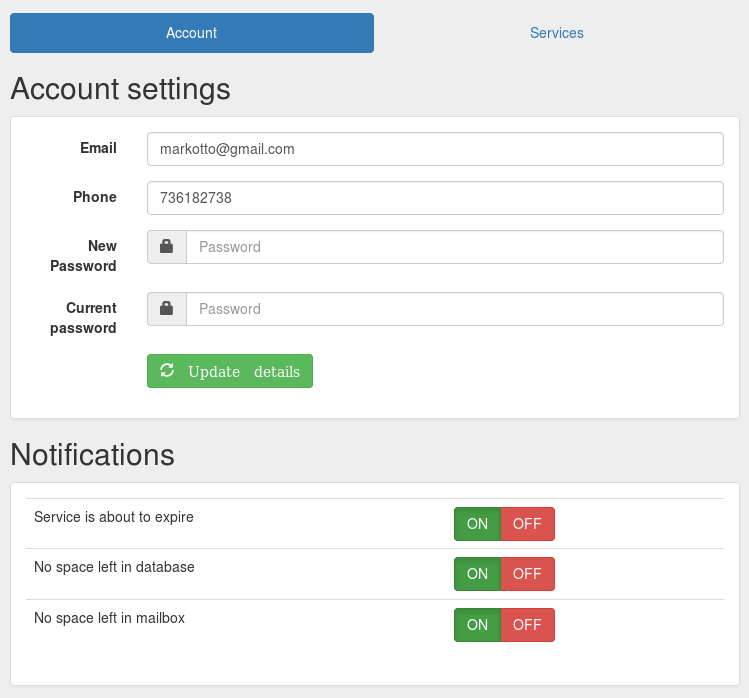 Account Services
Account settings
Email markotto@gmail.com
Phone 736182738
New Password
Password
Current Password
password
Update details
Notifications
Service is about to expire ON OFF
No space left in database ON OFF
No space left in mailbox ON OFF